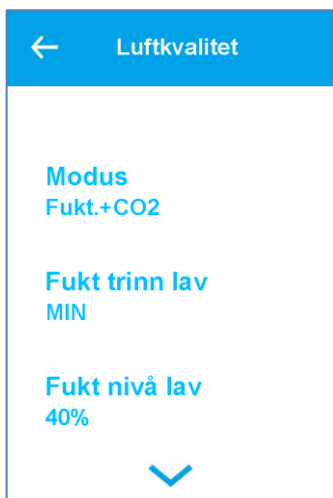 Luftkvalitet
Modus
Fukt.+CO2
Fukt trinn lav
MIN
Fukt nivå lav
40%